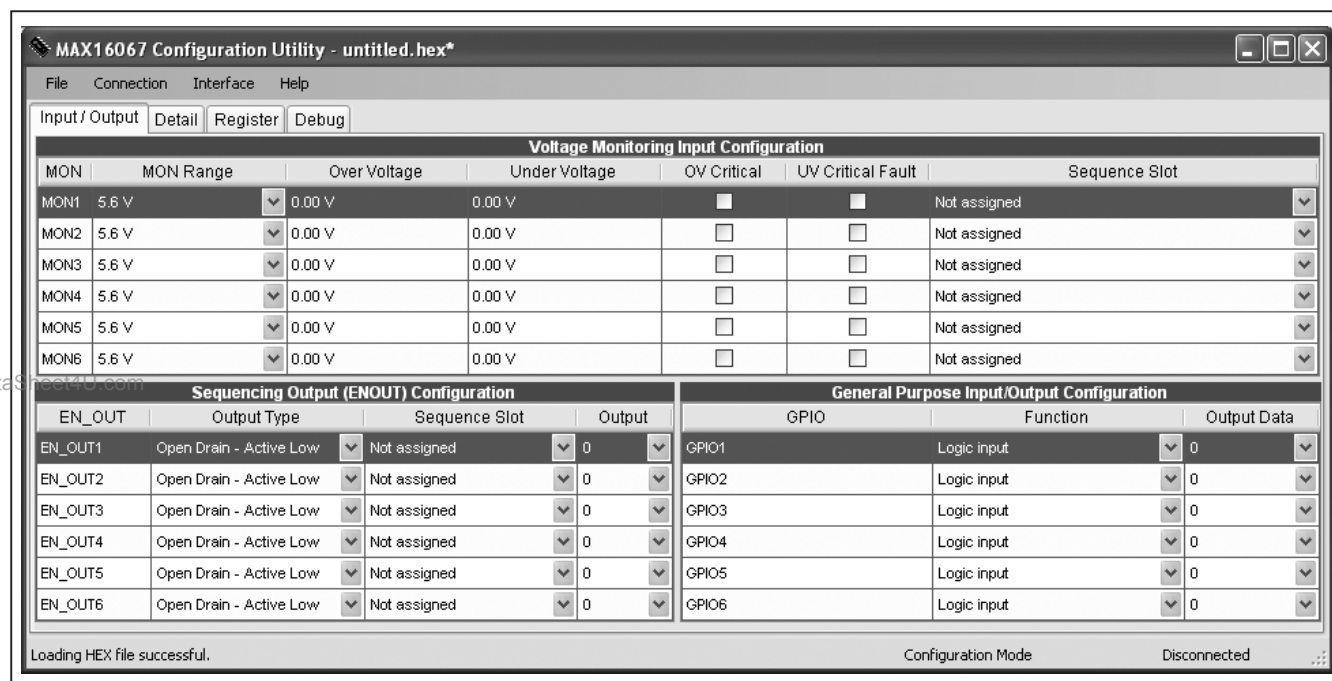 MAX16067 Configuration Utility - untitled.hex*
File Connection Interface Help
Input / Output Detail Register Debug
Voltage Monitoring Input Configuration
MON MON Range Over Voltage Under Voltage OV Critical UV Critical Fault Sequence Slot
MON1 5.6 V 0.00 V 0.00 V Not assigned
MON2 5.6 V 0.00 V 0.00 V Not assigned
MON3 5.6 V 0.00 V 0.00 V Not assigned
MON4 5.6 V 0.00 V 0.00 V Not assigned
MON5 5.6 V 0.00 V 0.00 V Not assigned
MON6 5.6 V 0.00 V 0.00 V Not assigned
aSheet4U.com
Sequencing Output (ENOUT) Configuration
EN_OUT Output Type Sequence Slot Output
EN_OUT1 Open Drain - Active Low Not assigned 0
EN_OUT2 Open Drain - Active Low Not assigned 0
EN_OUT3 Open Drain - Active Low Not assigned 0
EN_OUT4 Open Drain - Active Low Not assigned 0
EN_OUT5 Open Drain - Active Low Not assigned 0
EN_OUT6 Open Drain - Active Low Not assigned 0
General Purpose Input/Output Configuration
GPIO Function Output Data
GPIO1 Logic input 0
GPIO2 Logic input 0
GPIO3 Logic input 0
GPIO4 Logic input 0
GPIO5 Logic input 0
GPIO6 Logic input 0
Loading HEX file successful. Configuration Mode Disconnected